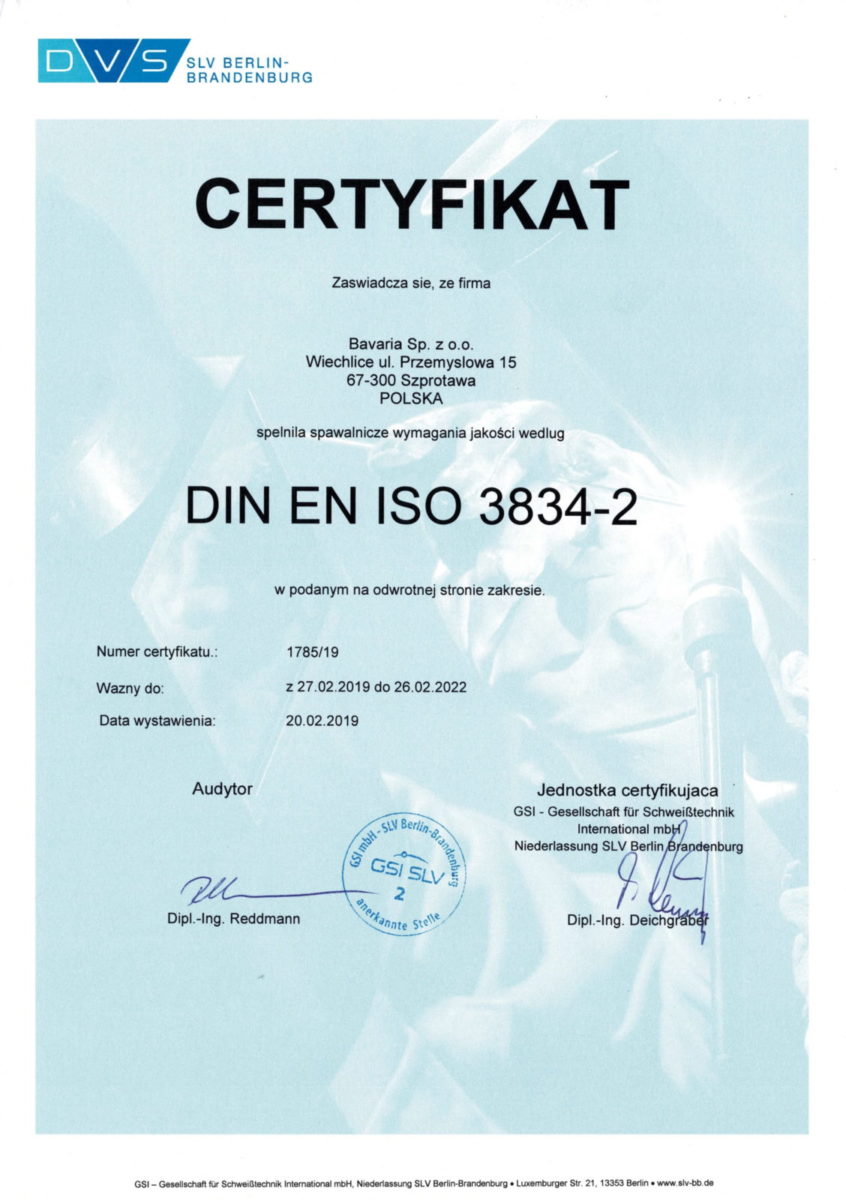 DVS
SLV BERLIN-
BRANDENBURG
CERTYFIKAT
Zaswiadcza sie, ze firma
Bavaria Sp. z o.o.
Wiechlice ul. Przemyslowa 15
67-300 Szprotawa
POLSKA
spelnila spawalnicze wymagania jakości wedlug
DIN EN ISO 3834-2
w podanym na odwrotnej stronie zakresie.
Numer certyfikatu.: 1785/19
Wazny do: z 27.02.2019 do 26.02.2022
Data wystawienia: 20.02.2019
Audytor
Jednostka certyfikujaca
GSI - Gesellschaft für Schweißtechnik
International mbH
Niederlassung SLV Berlin Brandenburg
GSI mbH - SLV Berlin-Brandenburg
GSI SLV
2
anerkannte Stelle
Dipl.-Ing. Reddmann
Dipl.-Ing. Deichgräber
GSI – Gesellschaft für Schweißtechnik International mbH, Niederlassung SLV Berlin-Brandenburg • Luxemburger Str. 21, 13353 Berlin • www.slv-bb.de